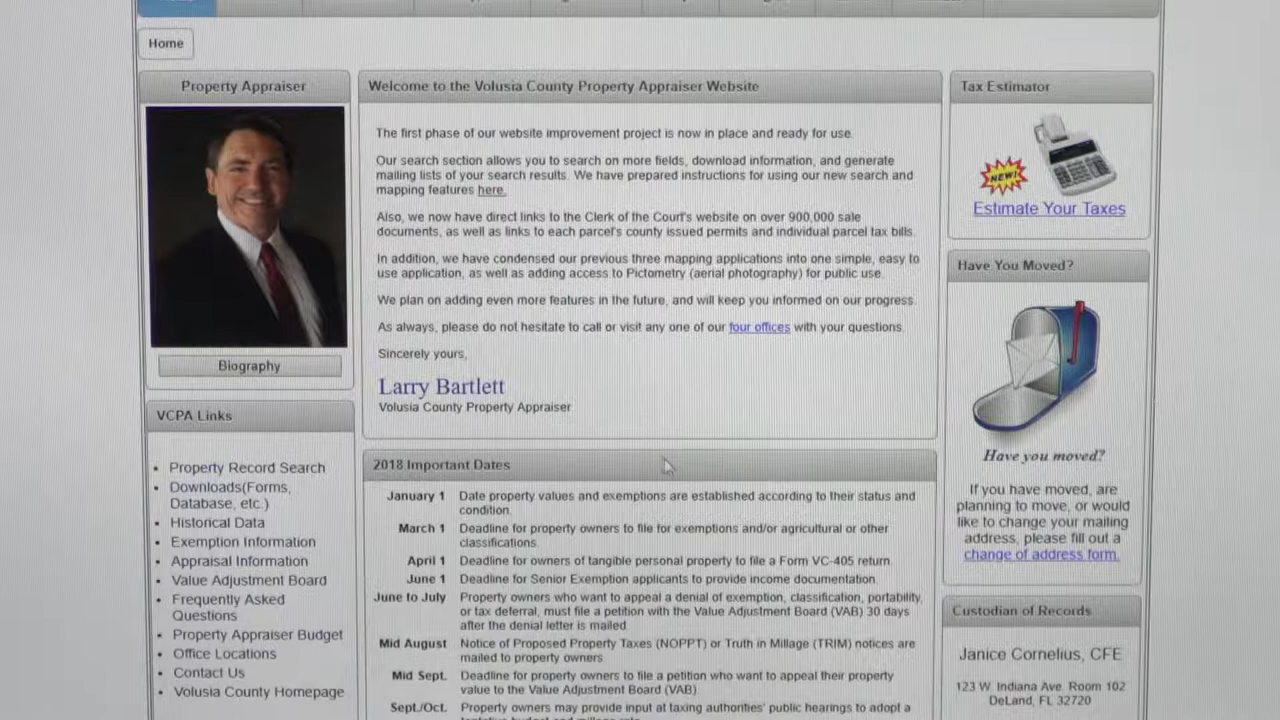 Home
Property Appraiser
Biography
VCPA Links
Property Record Search
Downloads(Forms,
Database, etc.)
Historical Data
Exemption Information
Appraisal Information
Value Adjustment Board
Frequently Asked
Questions
Property Appraiser Budget
Office Locations
Contact Us
Volusia County Homepage
Welcome to the Volusia County Property Appraiser Website
The first phase of our website improvement project is now in place and ready for use.
Our search section allows you to search on more fields, download information, and generate
mailing lists of your search results. We have prepared instructions for using our new search and
mapping features here.
Also, we now have direct links to the Clerk of the Court's website on over 900,000 sale
documents, as well as links to each parcel's county issued permits and individual parcel tax bills.
In addition, we have condensed our previous three mapping applications into one simple, easy to
use application, as well as adding access to Pictometry (aerial photography) for public use.
We plan on adding even more features in the future, and will keep you informed on our progress.
As always, please do not hesitate to call or visit any one of our four offices with your questions.
Sincerely yours,
Larry Bartlett
Volusia County Property Appraiser
2018 Important Dates
January 1 Date property values and exemptions are established according to their status and
condition.
March 1 Deadline for property owners to file for exemptions and/or agricultural or other
classifications.
April 1 Deadline for owners of tangible personal property to file a Form VC-405 return.
June 1 Deadline for Senior Exemption applicants to provide income documentation.
June to July Property owners who want to appeal a denial of exemption, classification, portability,
or tax deferral, must file a petition with the Value Adjustment Board (VAB) 30 days
after the denial letter is mailed.
Mid August Notice of Proposed Property Taxes (NOPPT) or Truth in Millage (TRIM) notices are
mailed to property owners.
Mid Sept. Deadline for property owners to file a petition who want to appeal their property
value to the Value Adjustment Board (VAB).
Sept./Oct. Property owners may provide input at taxing authorities' public hearings to adopt a
Tax Estimator
NEW!
Estimate Your Taxes
Have You Moved?
Have you moved?
If you have moved, are
planning to move, or would
like to change your mailing
address, please fill out a
change of address form.
Custodian of Records
Janice Cornelius, CFE
123 W. Indiana Ave. Room 102
DeLand, FL 32720